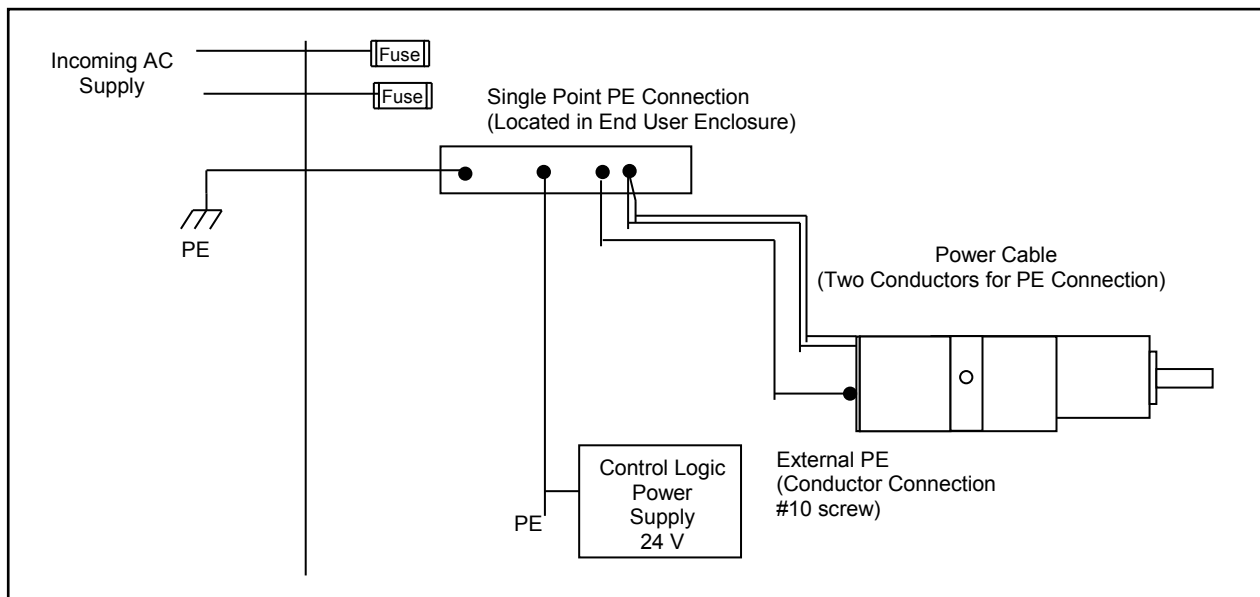 Incoming AC
Supply
Fuse
Fuse
Single Point PE Connection
(Located in End User Enclosure)
PE
Power Cable
(Two Conductors for PE Connection)
External PE
(Conductor Connection
#10 screw)
Control Logic
Power
Supply
24 V
PE